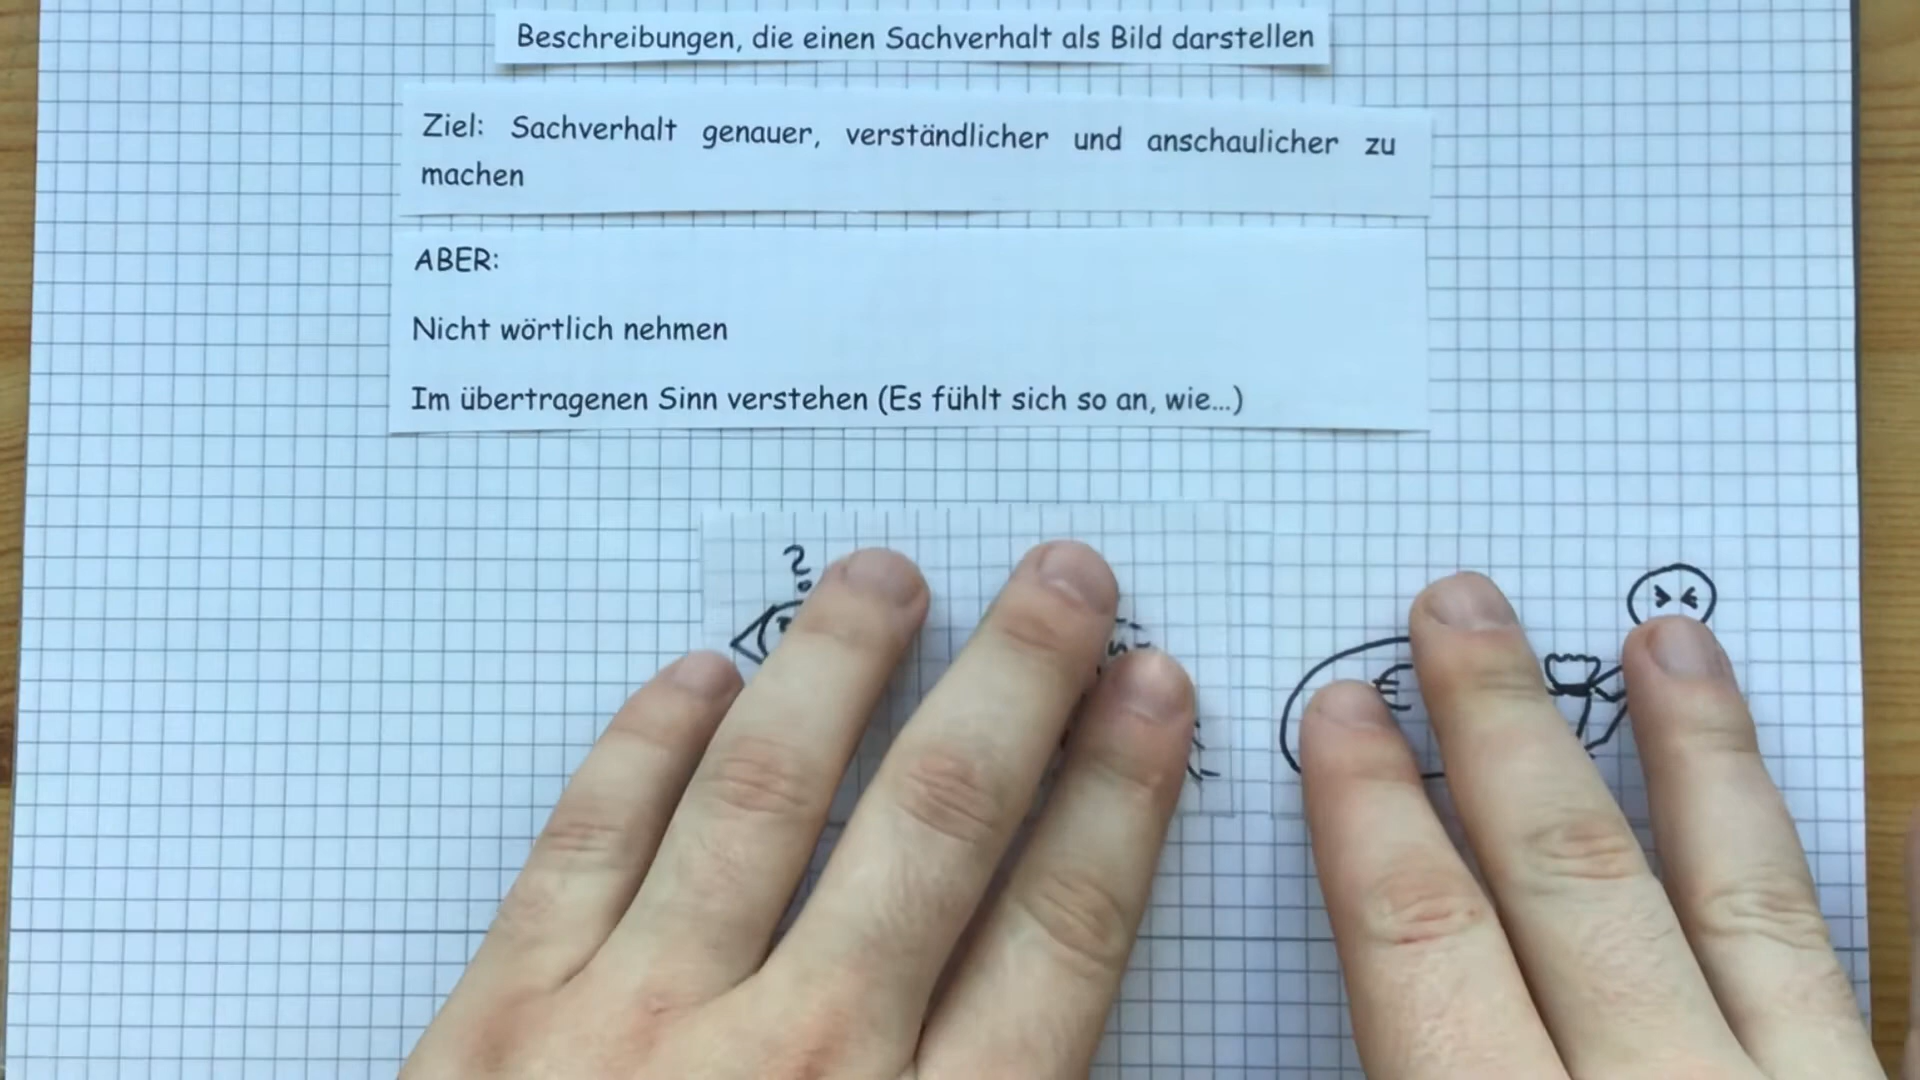 Beschreibungen, die einen Sachverhalt als Bild darstellen
Ziel: Sachverhalt genauer, verständlicher und anschaulicher zu
machen
ABER:
Nicht wörtlich nehmen
Im übertragenen Sinn verstehen (Es fühlt sich so an, wie...)
?
€